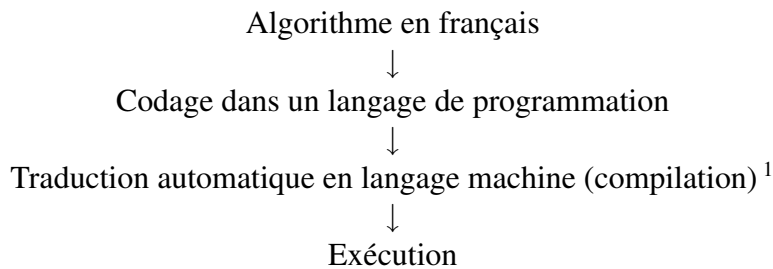 Algorithme en français
↓
Codage dans un langage de programmation
↓
Traduction automatique en langage machine (compilation) 1
↓
Exécution